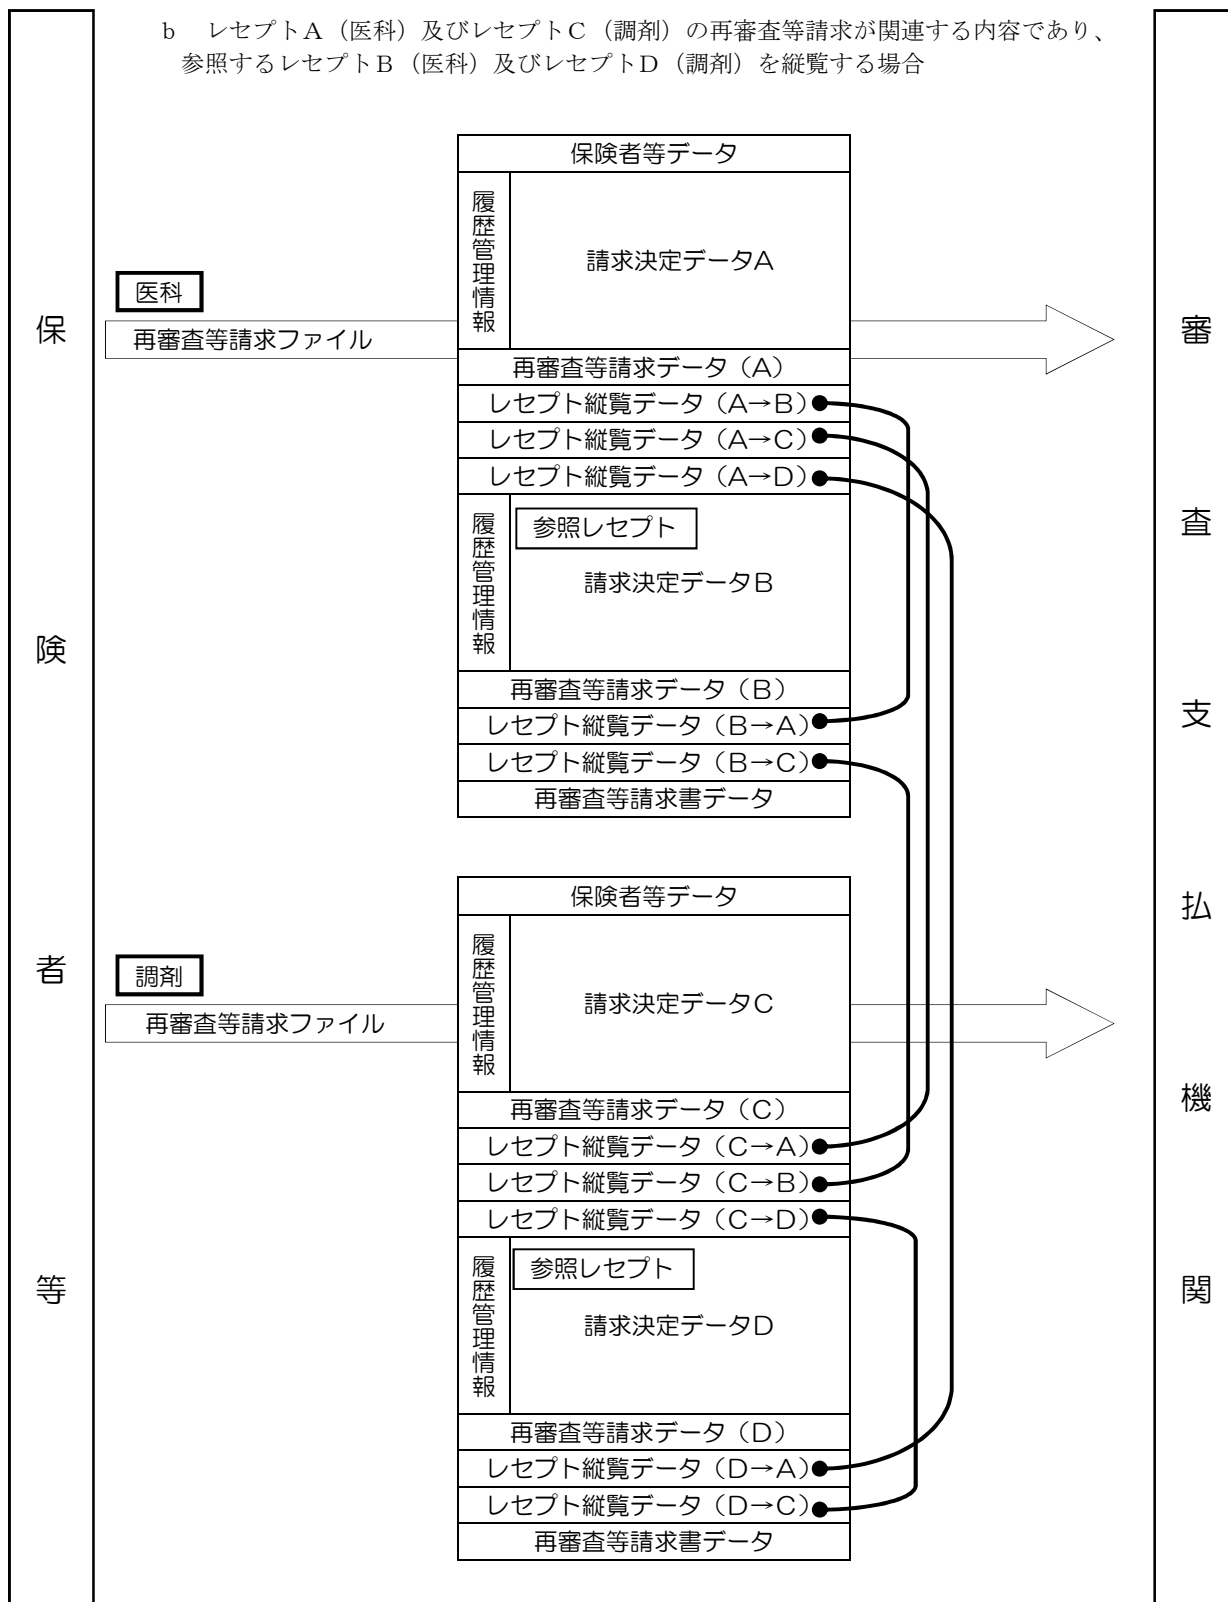 b　レセプトA（医科）及びレセプトC（調剤）の再審査等請求が関連する内容であり、
参照するレセプトB（医科）及びレセプトD（調剤）を縦覧する場合
保険者等
医科
再審査等請求ファイル
保険者等データ
履歴管理情報
請求決定データA
再審査等請求データ（A）
レセプト縦覧データ（A→B）
レセプト縦覧データ（A→C）
レセプト縦覧データ（A→D）
履歴管理情報
参照レセプト
請求決定データB
再審査等請求データ（B）
レセプト縦覧データ（B→A）
レセプト縦覧データ（B→C）
再審査等請求書データ
調剤
再審査等請求ファイル
保険者等データ
履歴管理情報
請求決定データC
再審査等請求データ（C）
レセプト縦覧データ（C→A）
レセプト縦覧データ（C→B）
レセプト縦覧データ（C→D）
履歴管理情報
参照レセプト
請求決定データD
再審査等請求データ（D）
レセプト縦覧データ（D→A）
レセプト縦覧データ（D→C）
再審査等請求書データ
審査支払機関